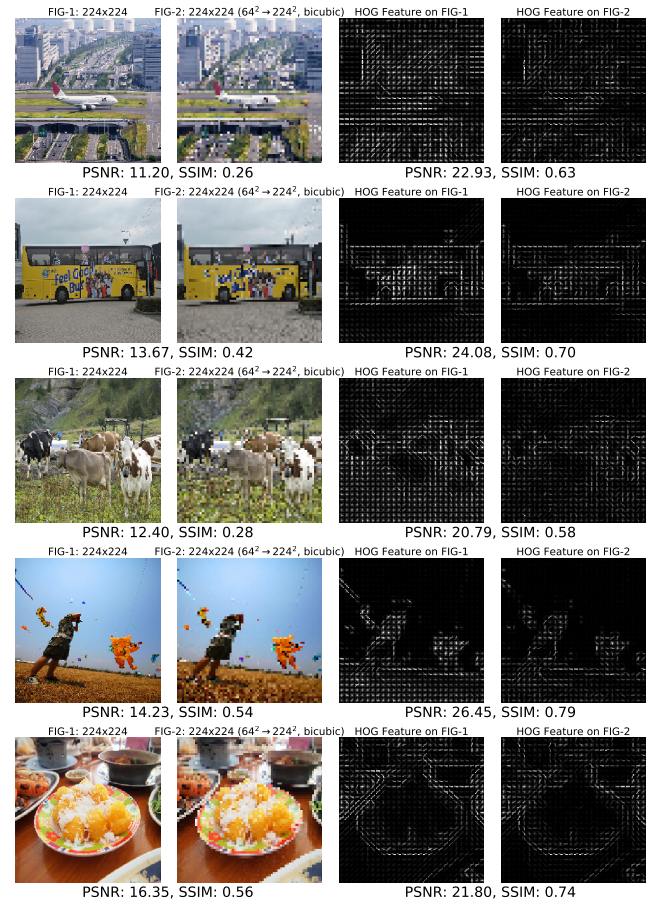 FIG-1: 224x224 FIG-2: 224x224 (64²→224², bicubic) HOG Feature on FIG-1 HOG Feature on FIG-2
PSNR: 11.20, SSIM: 0.26 PSNR: 22.93, SSIM: 0.63
FIG-1: 224x224 FIG-2: 224x224 (64²→224², bicubic) HOG Feature on FIG-1 HOG Feature on FIG-2
Feel Good
Bus
PSNR: 13.67, SSIM: 0.42 PSNR: 24.08, SSIM: 0.70
FIG-1: 224x224 FIG-2: 224x224 (64²→224², bicubic) HOG Feature on FIG-1 HOG Feature on FIG-2
PSNR: 12.40, SSIM: 0.28 PSNR: 20.79, SSIM: 0.58
FIG-1: 224x224 FIG-2: 224x224 (64²→224², bicubic) HOG Feature on FIG-1 HOG Feature on FIG-2
PSNR: 14.23, SSIM: 0.54 PSNR: 26.45, SSIM: 0.79
FIG-1: 224x224 FIG-2: 224x224 (64²→224², bicubic) HOG Feature on FIG-1 HOG Feature on FIG-2
PSNR: 16.35, SSIM: 0.56 PSNR: 21.80, SSIM: 0.74